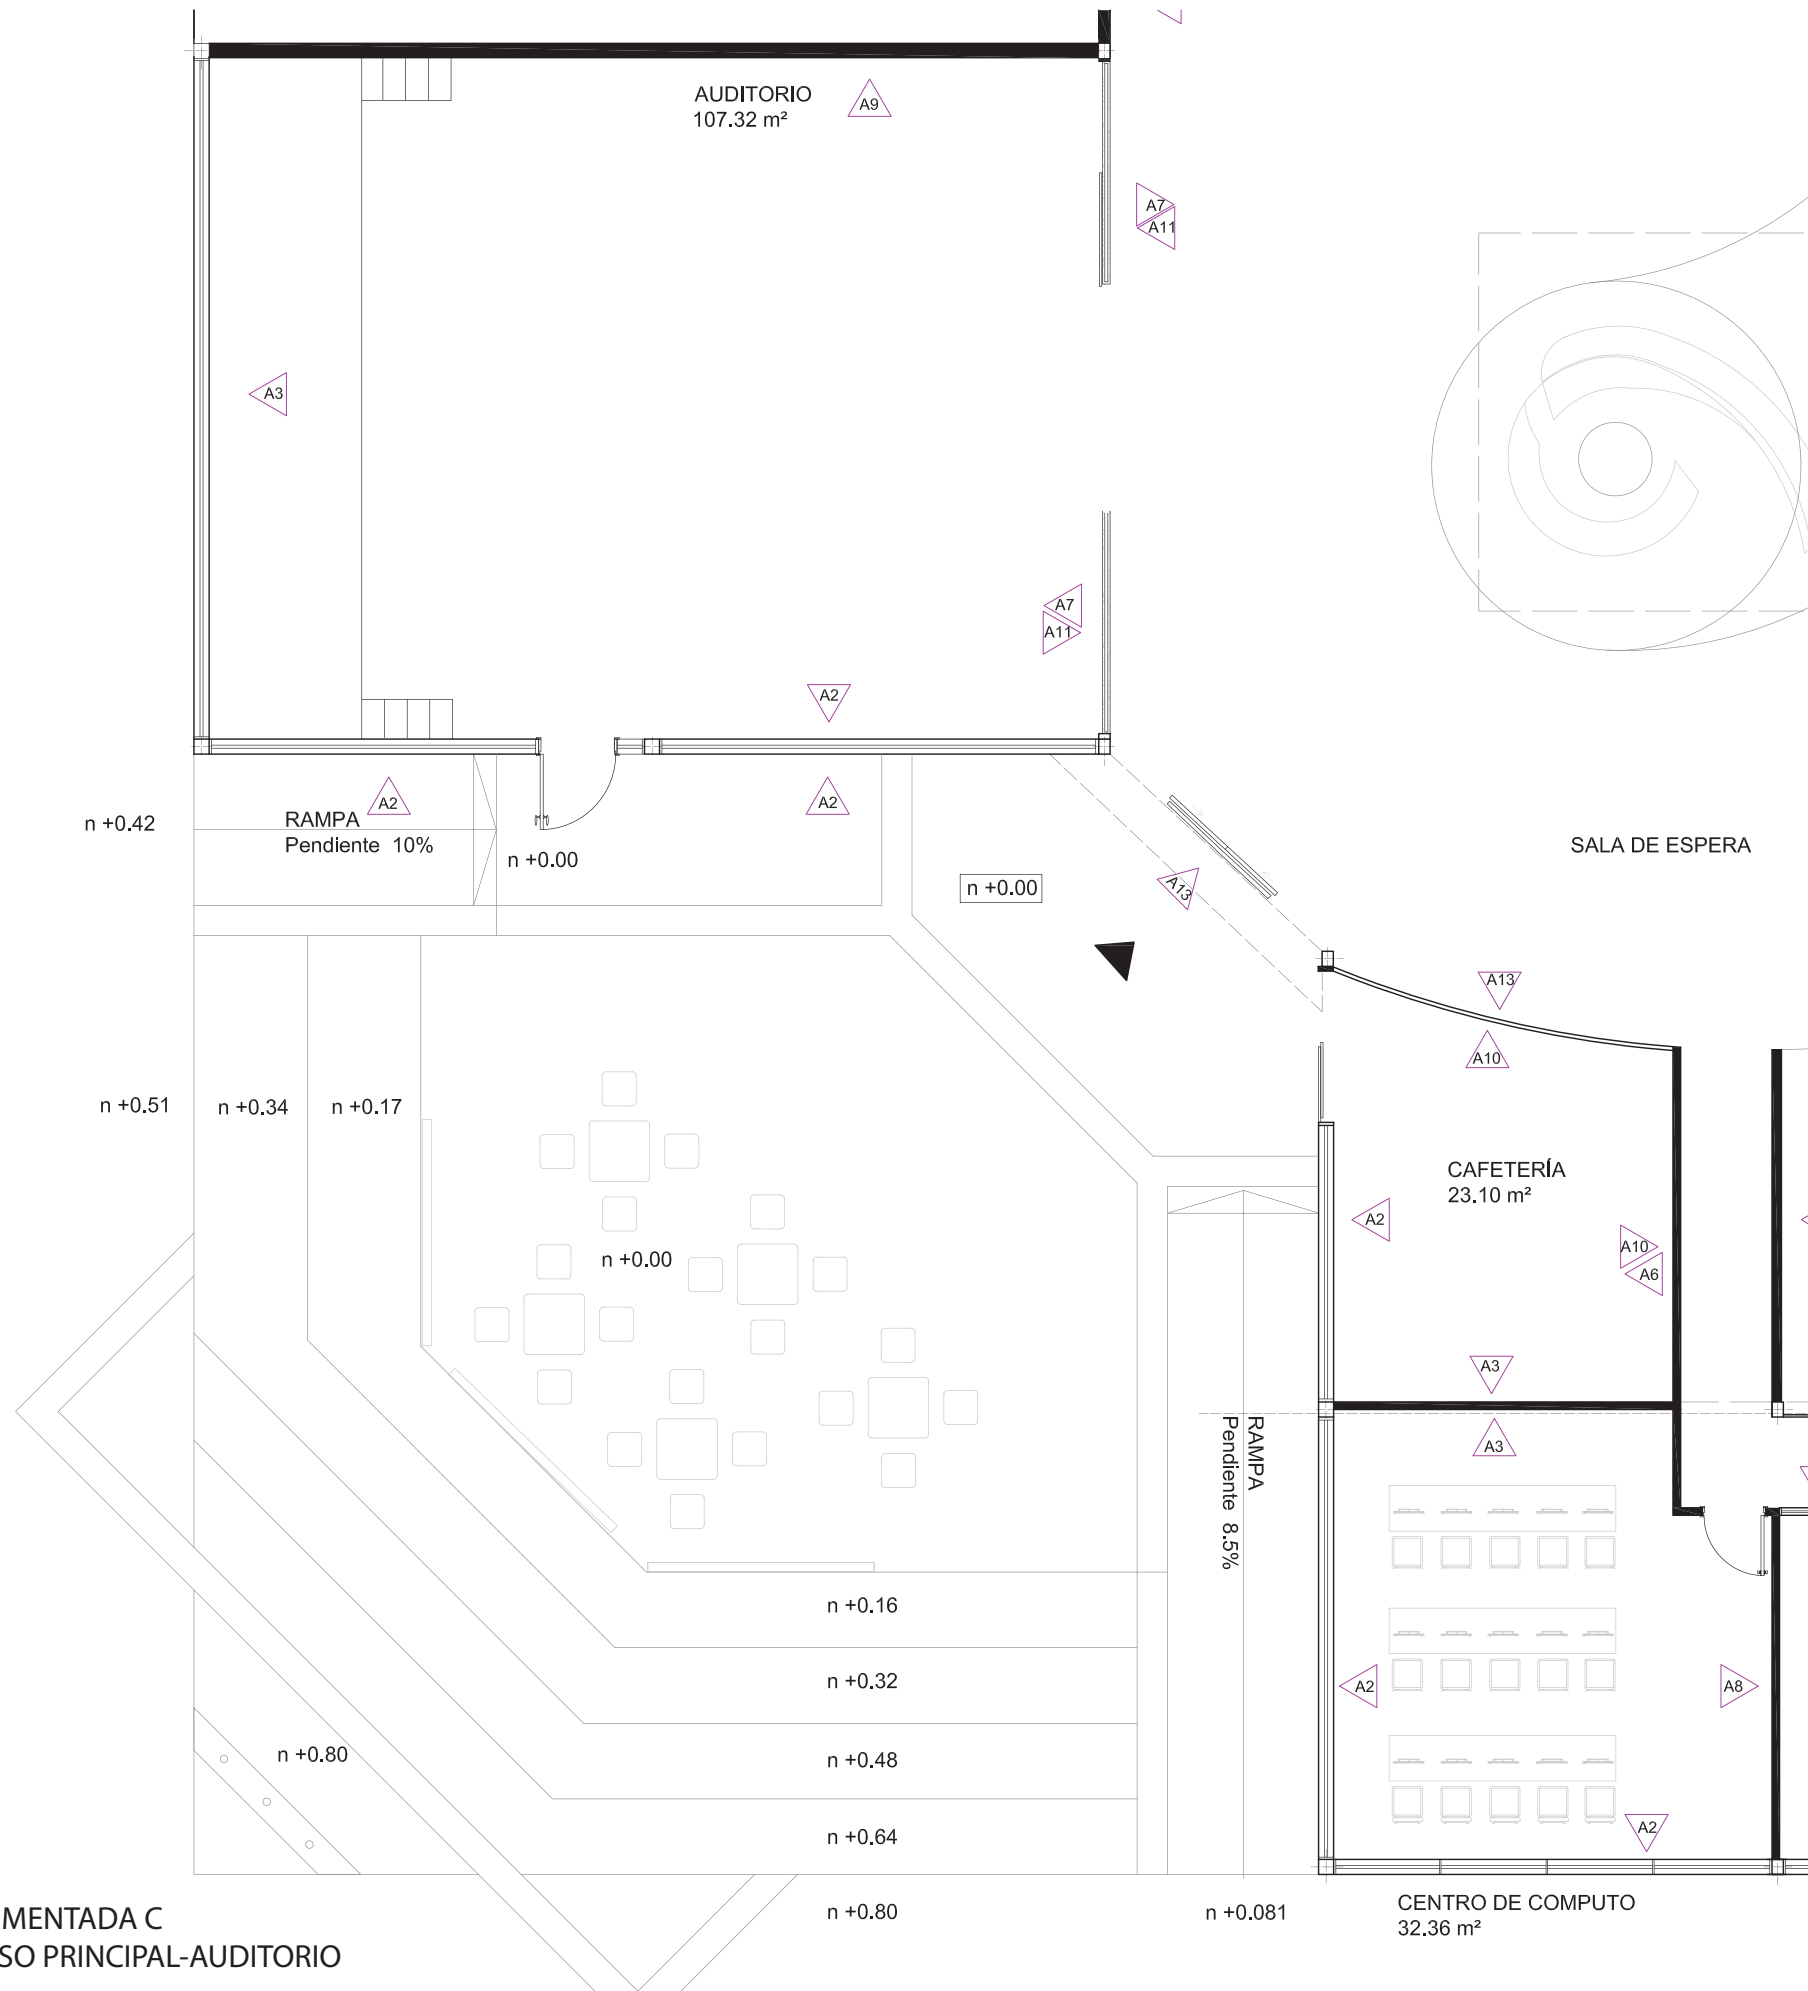 AUDITORIO
107.32 m²
A9
A7
A11
A3
A7
A11
A2
A2
A2
RAMPA
Pendiente 10%
n +0.42
n +0.00
n +0.00
A13
SALA DE ESPERA
A13
A10
n +0.51
n +0.34
n +0.17
CAFETERÍA
23.10 m²
A2
A10
A6
n +0.00
A3
A3
RAMPA
Pendiente 8.5%
n +0.16
n +0.32
A2
A8
n +0.80
n +0.48
n +0.64
A2
n +0.80
n +0.081
CENTRO DE COMPUTO
32.36 m²
MENTADA C
SO PRINCIPAL-AUDITORIO